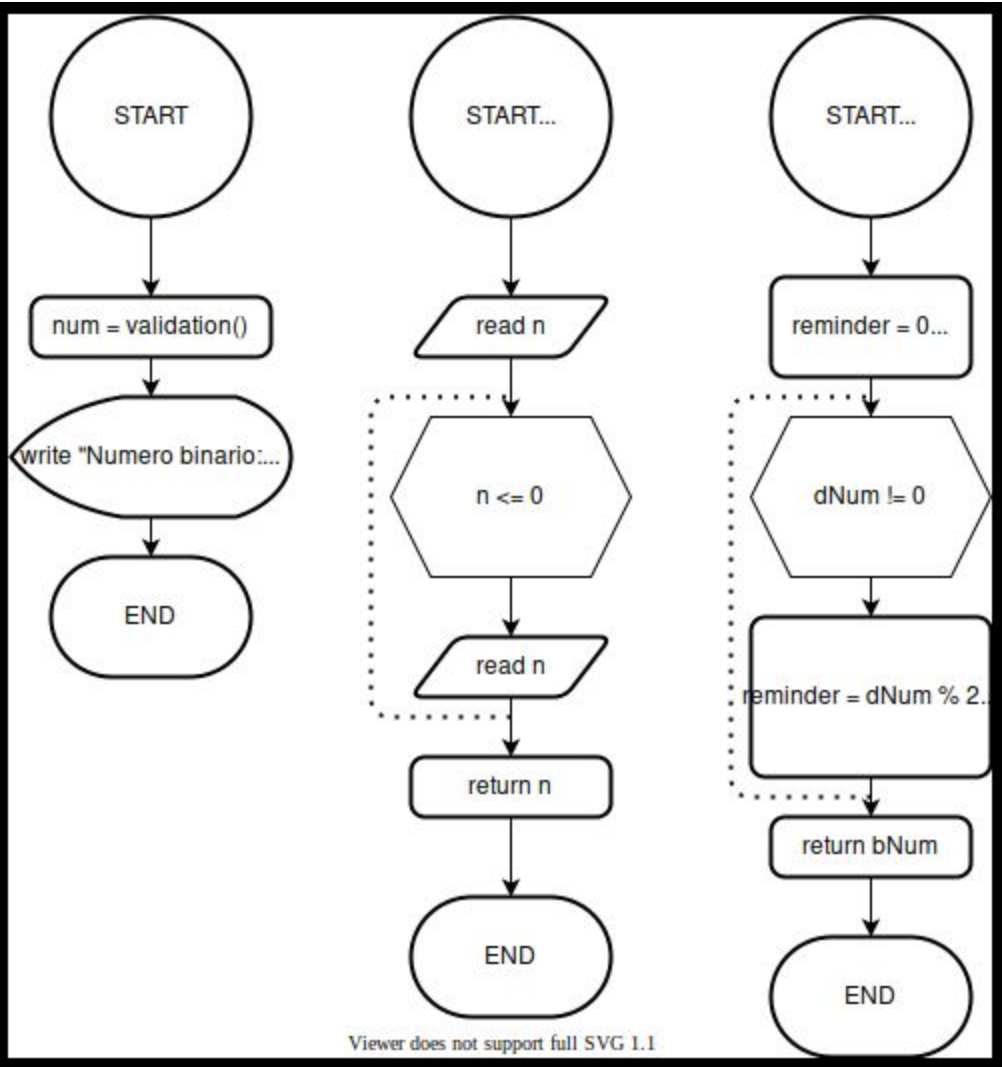 START
num = validation()
write "Numero binario:...
END
START...
read n
n <= 0
read n
return n
END
START...
reminder = 0...
dNum != 0
reminder = dNum % 2...
return bNum
END
Viewer does not support full SVG 1.1